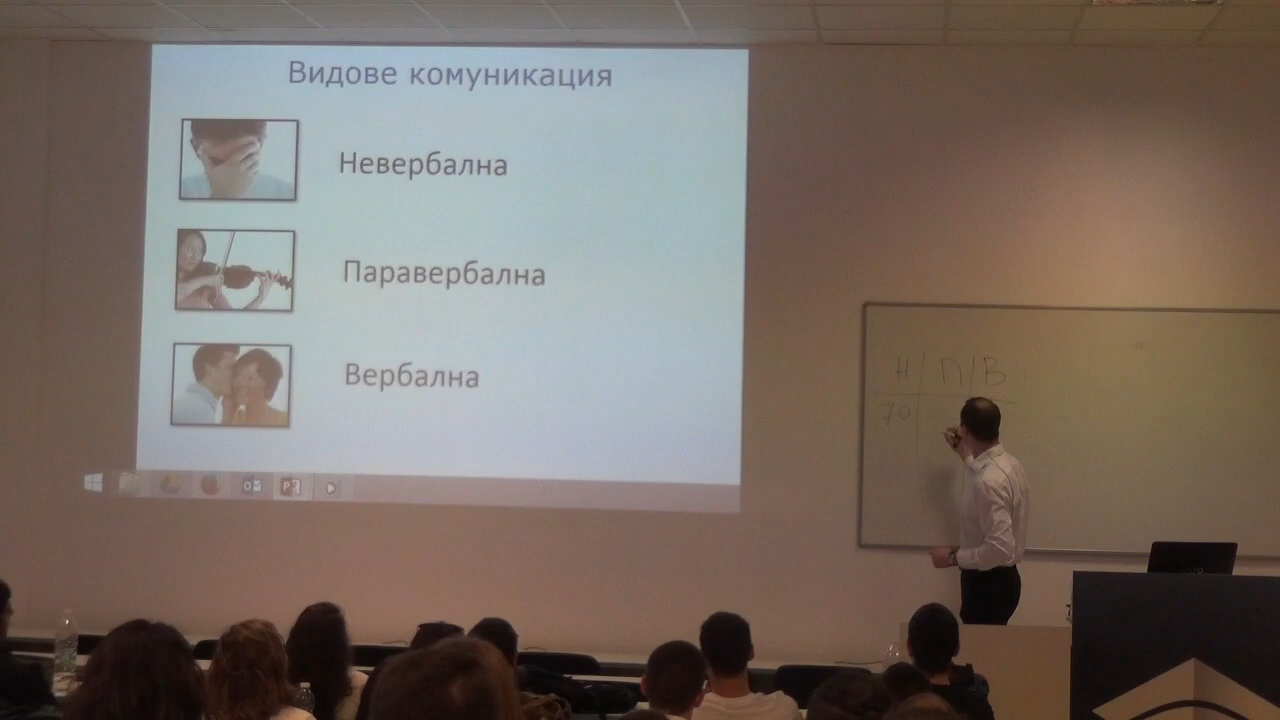 Видове комуникация
Невербална
Паравербална
Вербална
Н П В
70